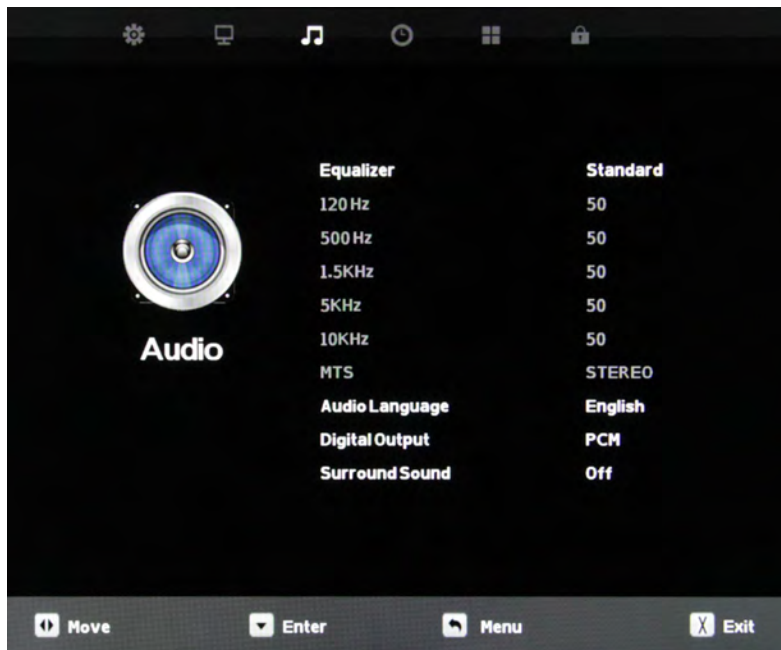 Equalizer Standard
120 Hz 50
500 Hz 50
1.5KHz 50
5KHz 50
10KHz 50
Audio
MTS STEREO
Audio Language English
Digital Output PCM
Surround Sound Off
Move Enter Menu X Exit